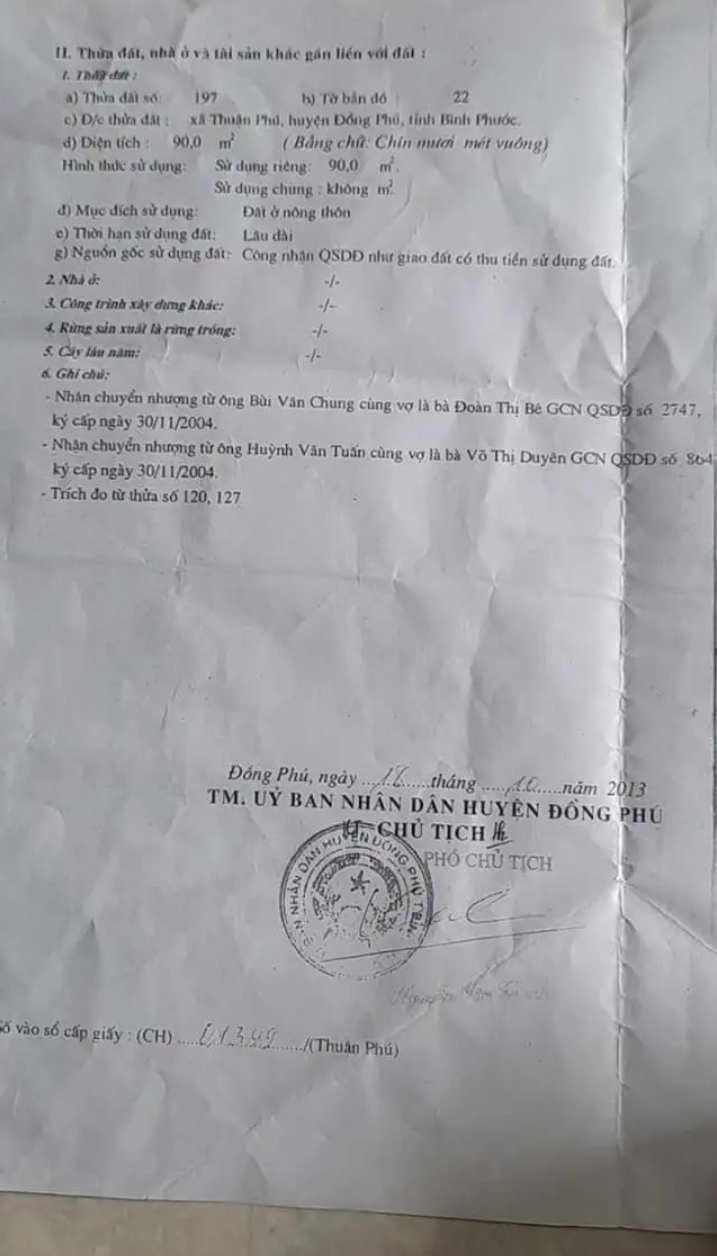 II. Thửa đất, nhà ở và tài sản khác gắn liền với đất :
1. Thửa đất :
a) Thửa đất số: 197 b) Tờ bản đồ : 22
c) Đ/c thửa đất : xã Thuận Phú, huyện Đồng Phú, tỉnh Bình Phước.
d) Diện tích : 90,0 m² ( Bằng chữ: Chín mươi mét vuông)
Hình thức sử dụng: Sử dụng riêng: 90,0 m².
Sử dụng chung : không m².
đ) Mục đích sử dụng: Đất ở nông thôn
e) Thời hạn sử dụng đất: Lâu dài
g) Nguồn gốc sử dụng đất: Công nhận QSDĐ như giao đất có thu tiền sử dụng đất.
2. Nhà ở: -/-
3. Công trình xây dựng khác: -/-
4. Rừng sản xuất là rừng trồng: -/-
5. Cây lâu năm: -/-
6. Ghi chú:
- Nhận chuyển nhượng từ ông Bùi Văn Chung cùng vợ là bà Đoàn Thị Bê GCN QSDĐ số 2747,
ký cấp ngày 30/11/2004.
- Nhận chuyển nhượng từ ông Huỳnh Văn Tuấn cùng vợ là bà Võ Thị Duyên GCN QSDĐ số 864
ký cấp ngày 30/11/2004.
- Trích đo từ thửa số 120, 127
Đồng Phú, ngày ..... tháng ..... năm 2013
TM. UỶ BAN NHÂN DÂN HUYỆN ĐỒNG PHÚ
KT. CHỦ TỊCH
PHÓ CHỦ TỊCH
BAN NHÂN DÂN HUYỆN ĐỒNG PHÚ
Số vào sổ cấp giấy : (CH) ...../(Thuận Phú)